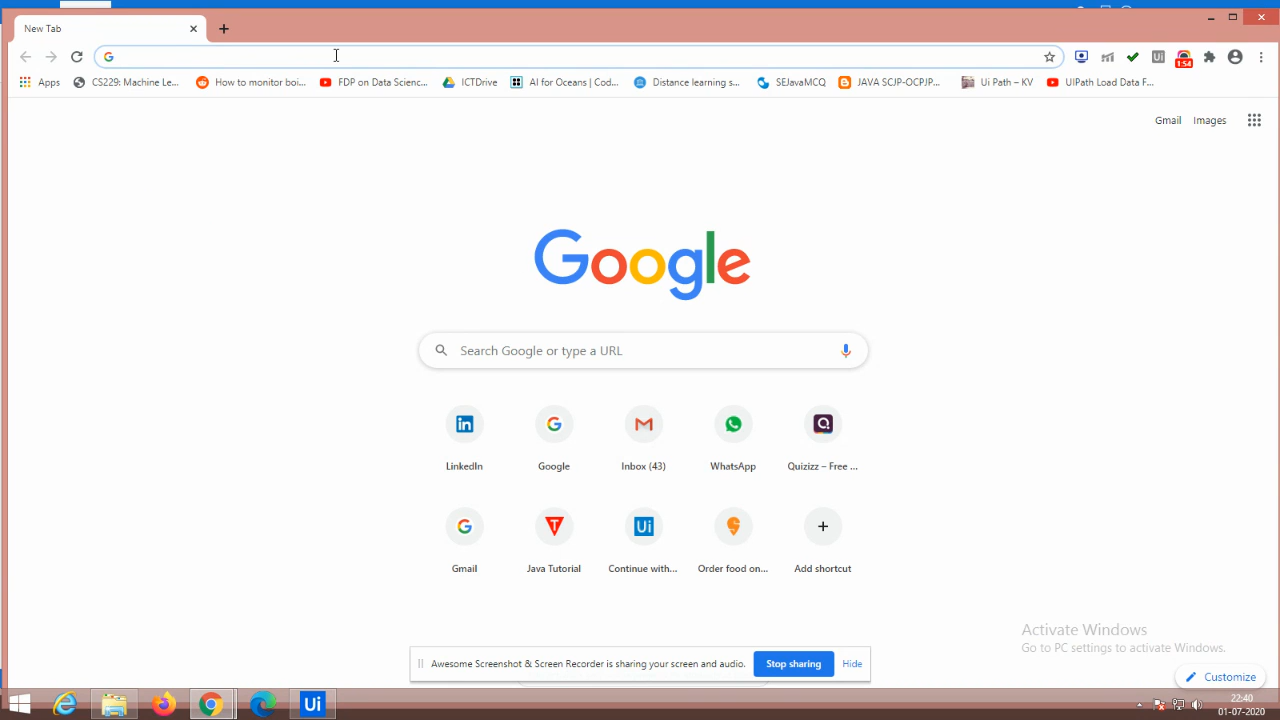 New Tab
Apps CS229: Machine Le... How to monitor boi... FDP on Data Scienc... ICTDrive AI for Oceans | Cod... Distance learning s... SEJavaMCQ JAVA SCJP-OCPJP... Ui Path – KV UIPath Load Data F...
1:54
Gmail Images
Google
Search Google or type a URL
LinkedIn Google Inbox (43) WhatsApp Quizizz – Free ...
Gmail Java Tutorial Continue with... Order food on... Add shortcut
Activate Windows
Go to PC settings to activate Windows.
Awesome Screenshot & Screen Recorder is sharing your screen and audio. Stop sharing Hide
Customize
Ui
22:40
01-07-2020